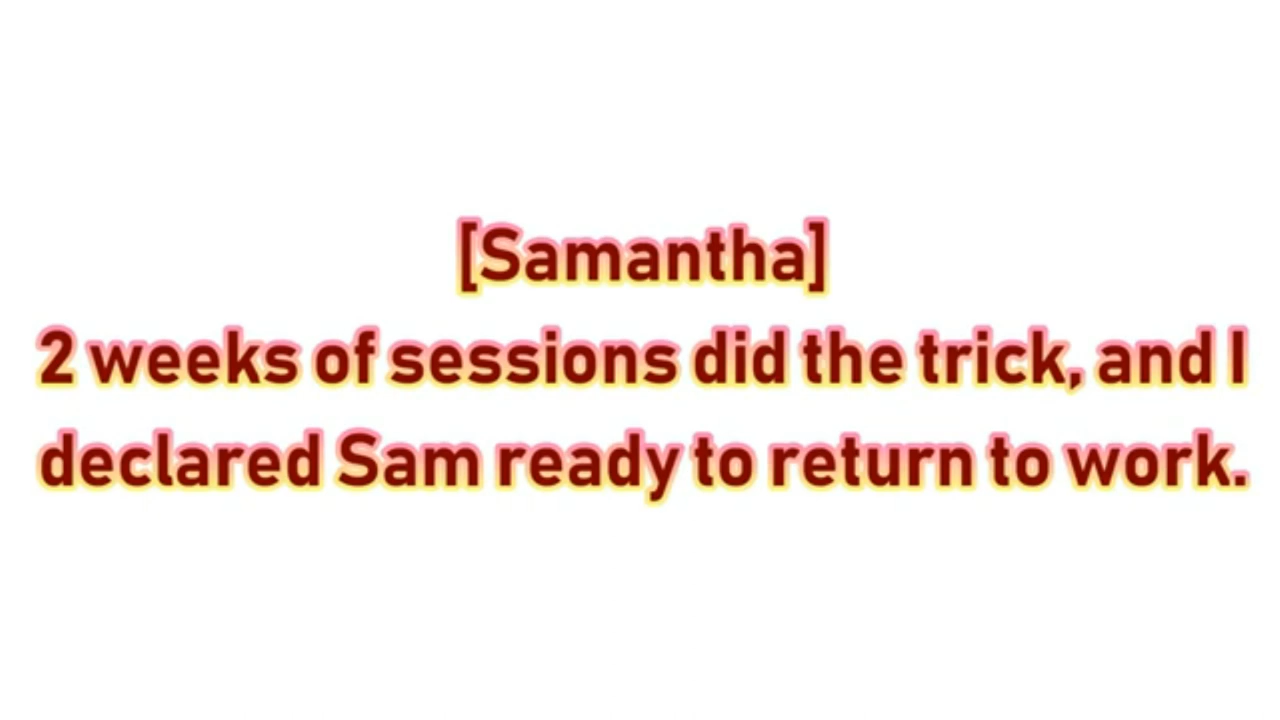 [Samantha]
2 weeks of sessions did the trick, and I
declared Sam ready to return to work.